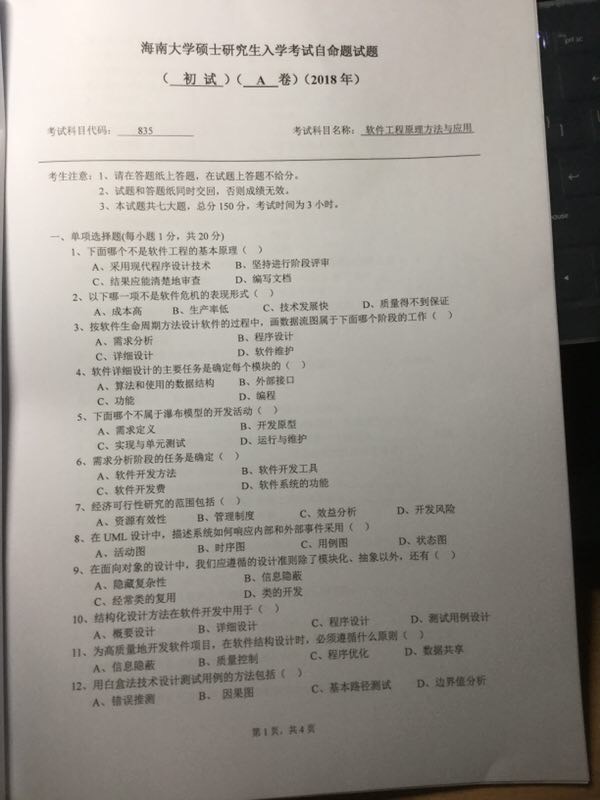 海南大学硕士研究生入学考试自命题试题
（ 初 试 ）（ A 卷）（2018 年）
考试科目代码： 835 考试科目名称： 软件工程原理方法与应用
考生注意：1、请在答题纸上答题，在试题上答题不给分。
2、试题和答题纸同时交回，否则成绩无效。
3、本试题共七大题，总分 150 分，考试时间为 3 小时。
一、单项选择题(每小题 1 分，共 20 分)
1、下面哪个不是软件工程的基本原理（ ）
A、采用现代程序设计技术 B、坚持进行阶段评审
C、结果应能清楚地审查 D、编写文档
2、以下哪一项不是软件危机的表现形式（ ）
A、成本高 B、生产率低 C、技术发展快 D、质量得不到保证
3、按软件生命周期方法设计软件的过程中，画数据流图属于下面哪个阶段的工作（ ）
A、需求分析 B、程序设计
C、详细设计 D、软件维护
4、软件详细设计的主要任务是确定每个模块的（ ）
A、算法和使用的数据结构 B、外部接口
C、功能 D、编程
5、下面哪个不属于瀑布模型的开发活动（ ）
A、需求定义 B、开发原型
C、实现与单元测试 D、运行与维护
6、需求分析阶段的任务是确定（ ）
A、软件开发方法 B、软件开发工具
C、软件开发费 D、软件系统的功能
7、经济可行性研究的范围包括（ ）
A、资源有效性 B、管理制度 C、效益分析 D、开发风险
8、在 UML 设计中，描述系统如何响应内部和外部事件采用（ ）
A、活动图 B、时序图 C、用例图 D、状态图
9、在面向对象的设计中，我们应遵循的设计准则除了模块化、抽象以外，还有（ ）
A、隐藏复杂性 B、信息隐蔽
C、经常类的复用 D、类的开发
10、结构化设计方法在软件开发中用于（ ）
A、概要设计 B、详细设计 C、程序设计 D、测试用例设计
11、为高质量地开发软件项目，在软件结构设计时，必须遵循什么原则（ ）
A、信息隐蔽 B、质量控制 C、程序优化 D、数据共享
12、用白盒法技术设计测试用例的方法包括（ ）
A、错误推测 B、 因果图 C、基本路径测试 D、边界值分析
第 1 页，共 4 页